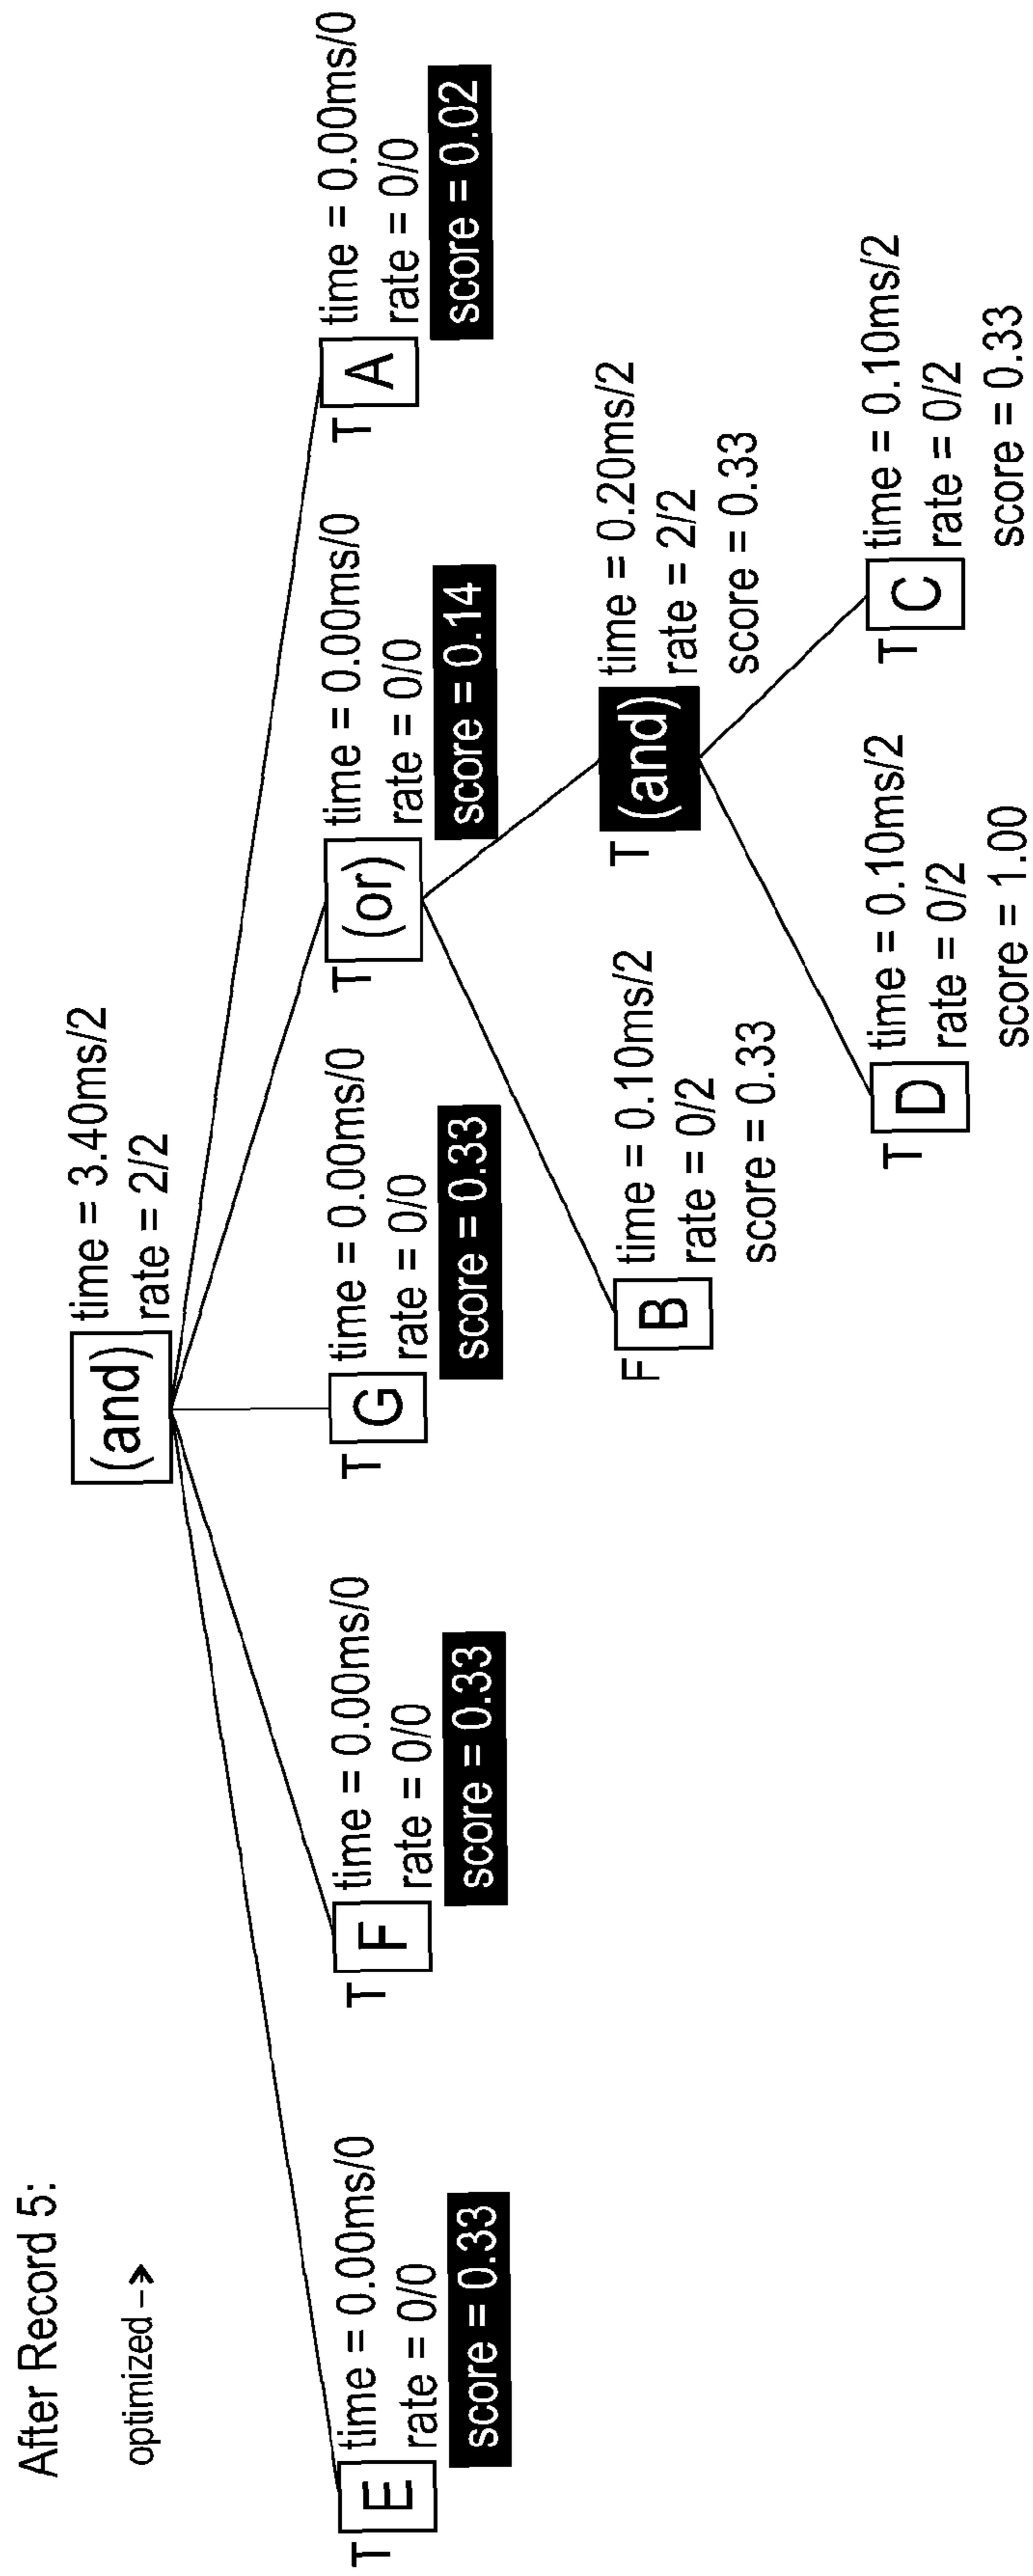 After Record 5:
optimized -->
(and)
time = 3.40ms/2
rate = 2/2
T
E
time = 0.00ms/0
rate = 0/0
score = 0.33
T
F
time = 0.00ms/0
rate = 0/0
score = 0.33
T
G
time = 0.00ms/0
rate = 0/0
score = 0.33
T
(or)
time = 0.00ms/0
rate = 0/0
score = 0.14
T
A
time = 0.00ms/0
rate = 0/0
score = 0.02
F
B
time = 0.10ms/2
rate = 0/2
score = 0.33
T
(and)
time = 0.20ms/2
rate = 2/2
score = 0.33
T
D
time = 0.10ms/2
rate = 0/2
score = 1.00
T
C
time = 0.10ms/2
rate = 0/2
score = 0.33